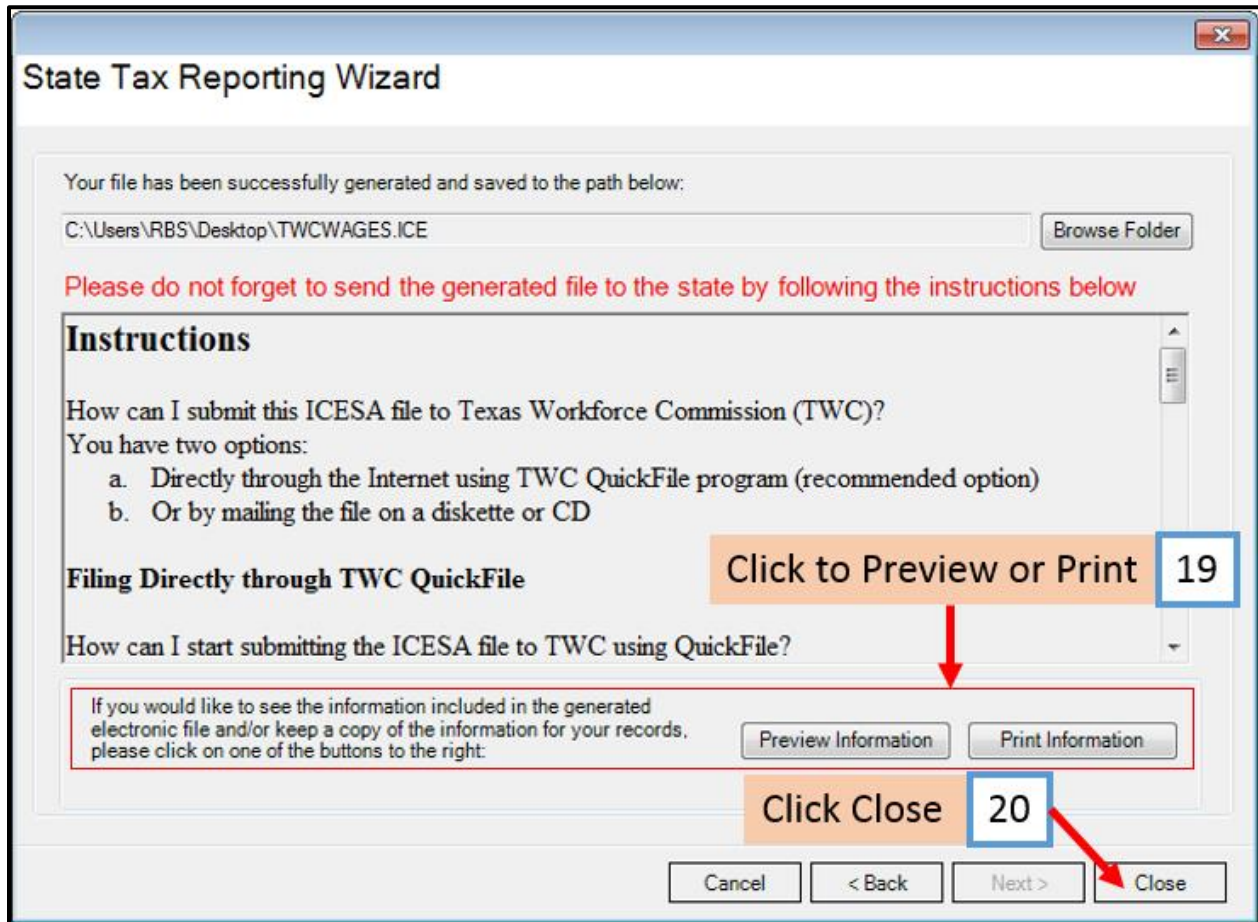 State Tax Reporting Wizard
Your file has been successfully generated and saved to the path below:
C:\Users\RBS\Desktop\TWCWAGES.ICE
Browse Folder
Please do not forget to send the generated file to the state by following the instructions below
Instructions
How can I submit this ICESA file to Texas Workforce Commission (TWC)?
You have two options:
a. Directly through the Internet using TWC QuickFile program (recommended option)
b. Or by mailing the file on a diskette or CD
Click to Preview or Print 19
Filing Directly through TWC QuickFile
How can I start submitting the ICESA file to TWC using QuickFile?
If you would like to see the information included in the generated
electronic file and/or keep a copy of the information for your records,
please click on one of the buttons to the right:
Preview Information
Print Information
Click Close 20
Cancel
< Back
Next >
Close